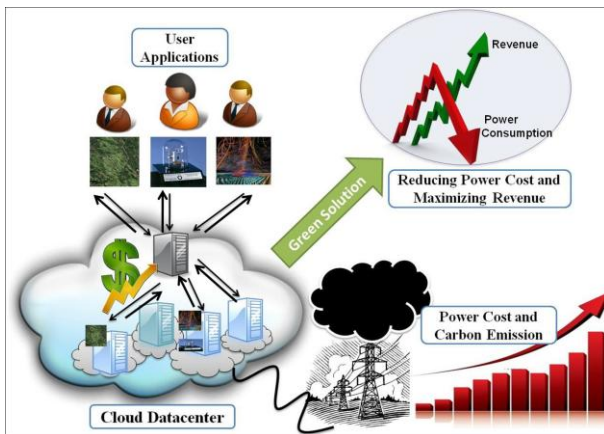 User
Applications
Revenue
Power
Consumption
Reducing Power Cost and
Maximizing Revenue
Green Solution
$
Power Cost and
Carbon Emission
Cloud Datacenter